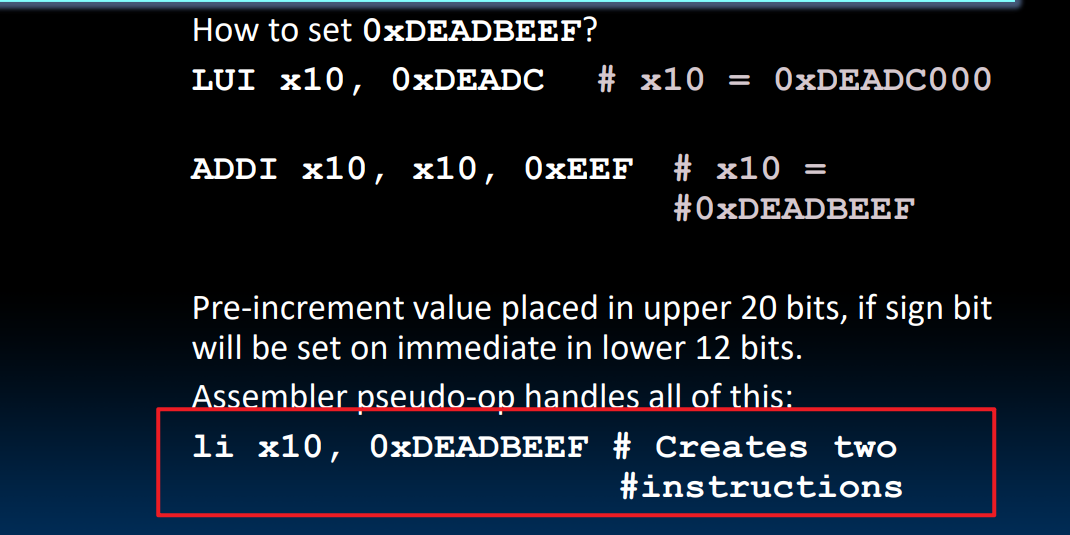 How to set 0xDEADBEEF?
LUI x10, 0xDEADC # x10 = 0xDEADC000
ADDI x10, x10, 0xEEF # x10 =
#0xDEADBEEF
Pre-increment value placed in upper 20 bits, if sign bit
will be set on immediate in lower 12 bits.
Assembler pseudo-op handles all of this:
li x10, 0xDEADBEEF # Creates two
#instructions